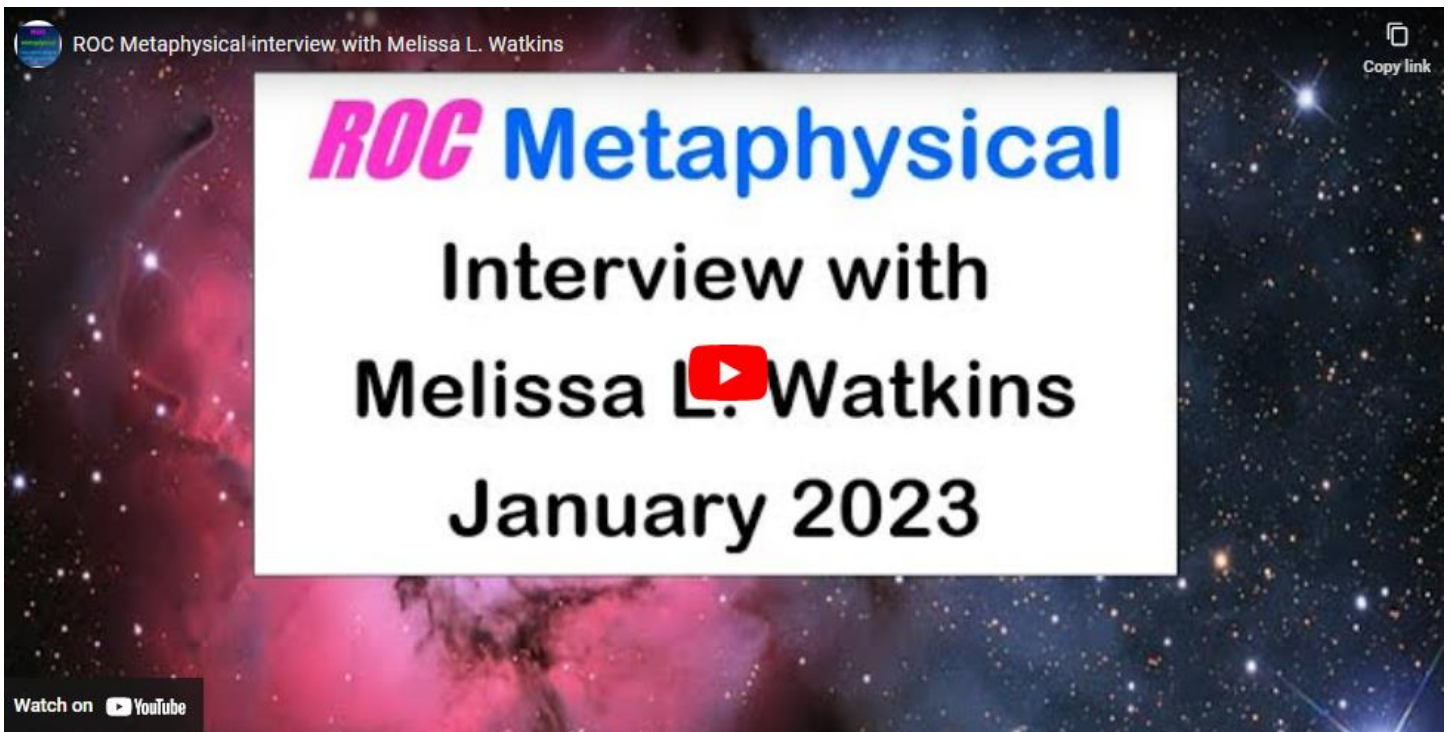 ROC Metaphysical interview with Melissa L. Watkins
Copy link
ROC Metaphysical
Interview with
Melissa L. Watkins
January 2023
Watch on YouTube